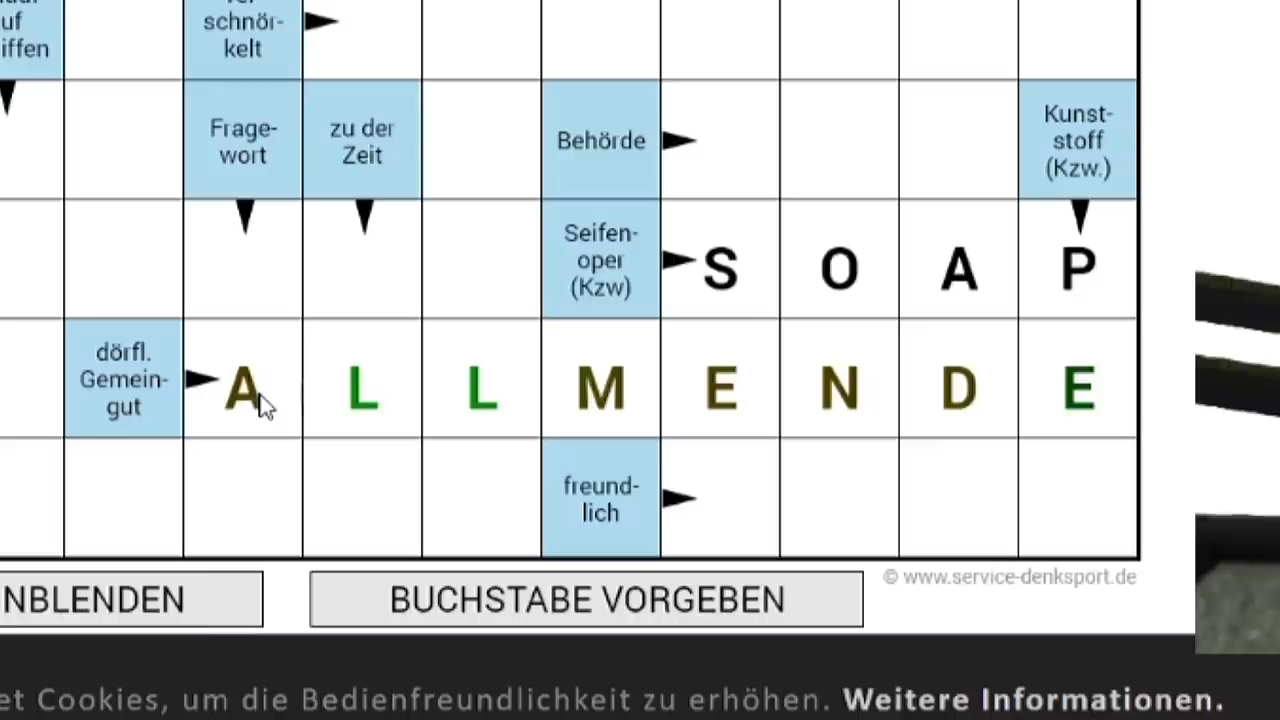 schnör-
kelt
Frage-
wort
zu der
Zeit
Behörde
Kunst-
stoff
(Kzw.)
Seifen-
oper
(Kzw)
S O A P
dörfl.
Gemein-
gut
A L L M E N D E
freund-
lich
NBLENDEN
BUCHSTABE VORGEBEN
© www.service-denksport.de
et Cookies, um die Bedienfreundlichkeit zu erhöhen. Weitere Informationen.